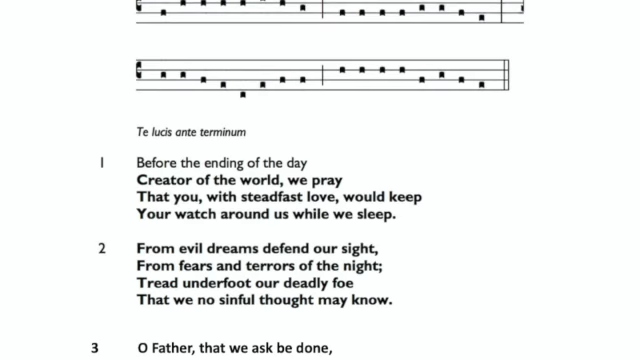 Te lucis ante terminum
1 Before the ending of the day
Creator of the world, we pray
That you, with steadfast love, would keep
Your watch around us while we sleep.
2 From evil dreams defend our sight,
From fears and terrors of the night;
Tread underfoot our deadly foe
That we no sinful thought may know.
3 O Father, that we ask be done,